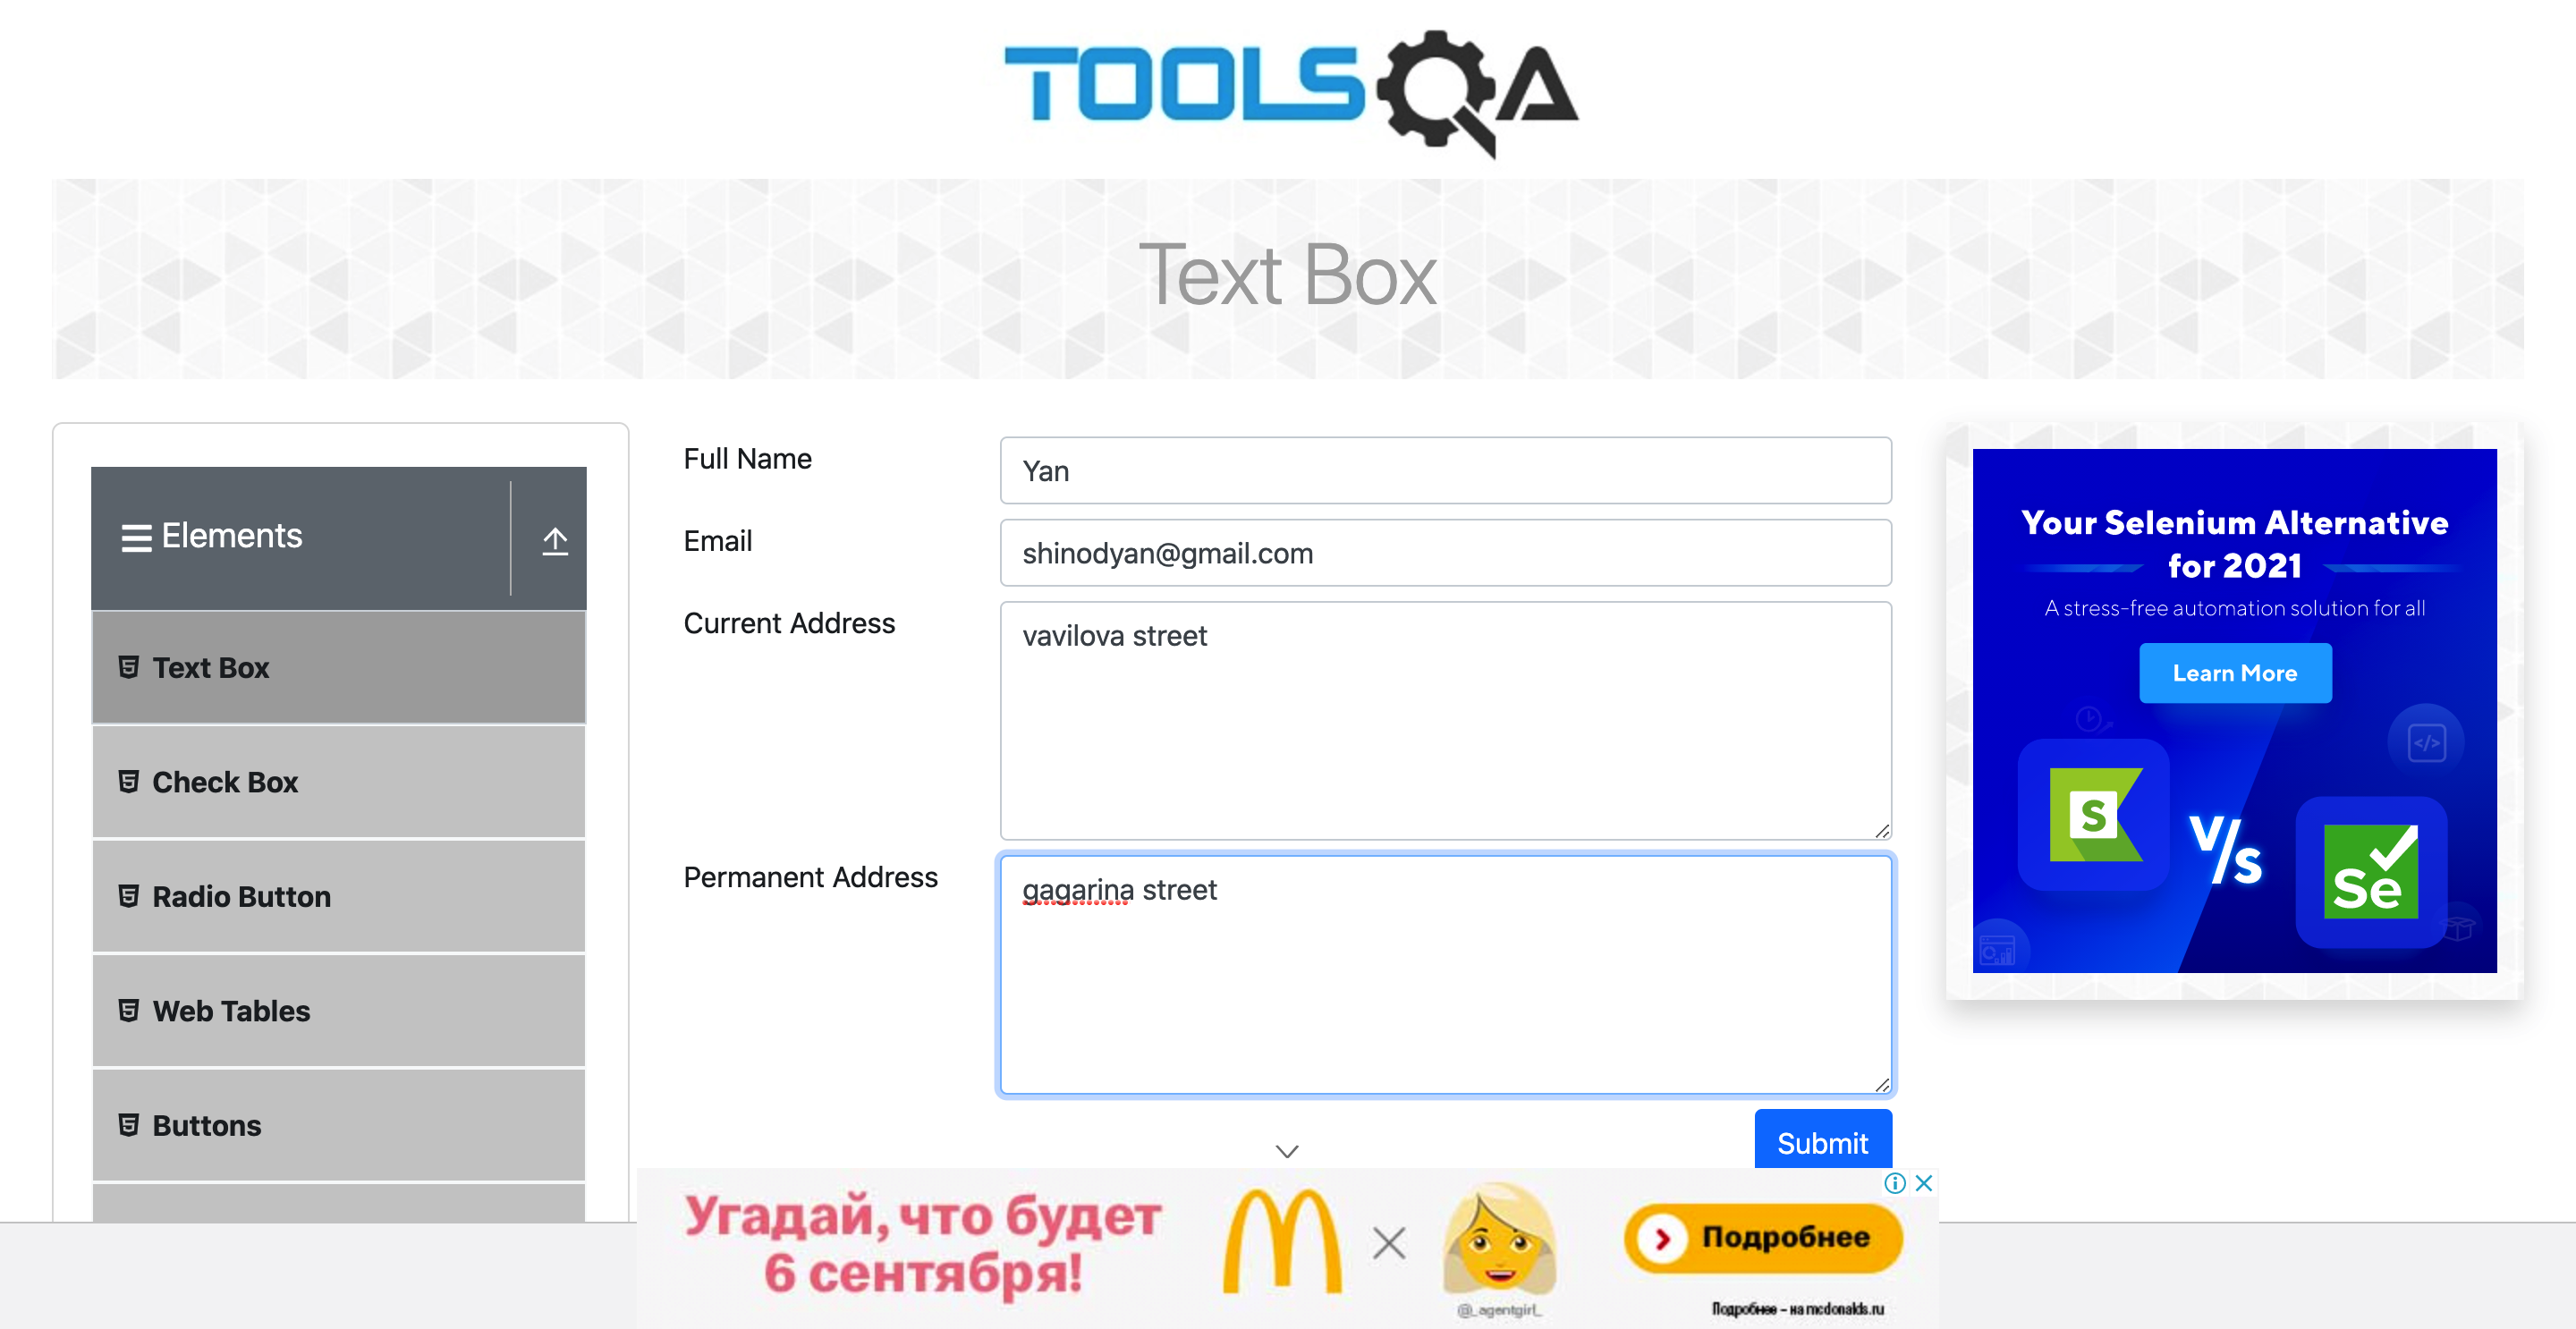 TOOLSQA
Text Box
Elements
Text Box
Check Box
Radio Button
Web Tables
Buttons
Full Name
Yan
Email
shinodyan@gmail.com
Current Address
vavilova street
Permanent Address
gagarina street
Submit
Your Selenium Alternative
for 2021
A stress-free automation solution for all
Learn More
</>
S
V/s
Se
Угадай, что будет
6 сентября!
@_agentgirl_
Подробнее
Подробнее – на mcdonalds.ru